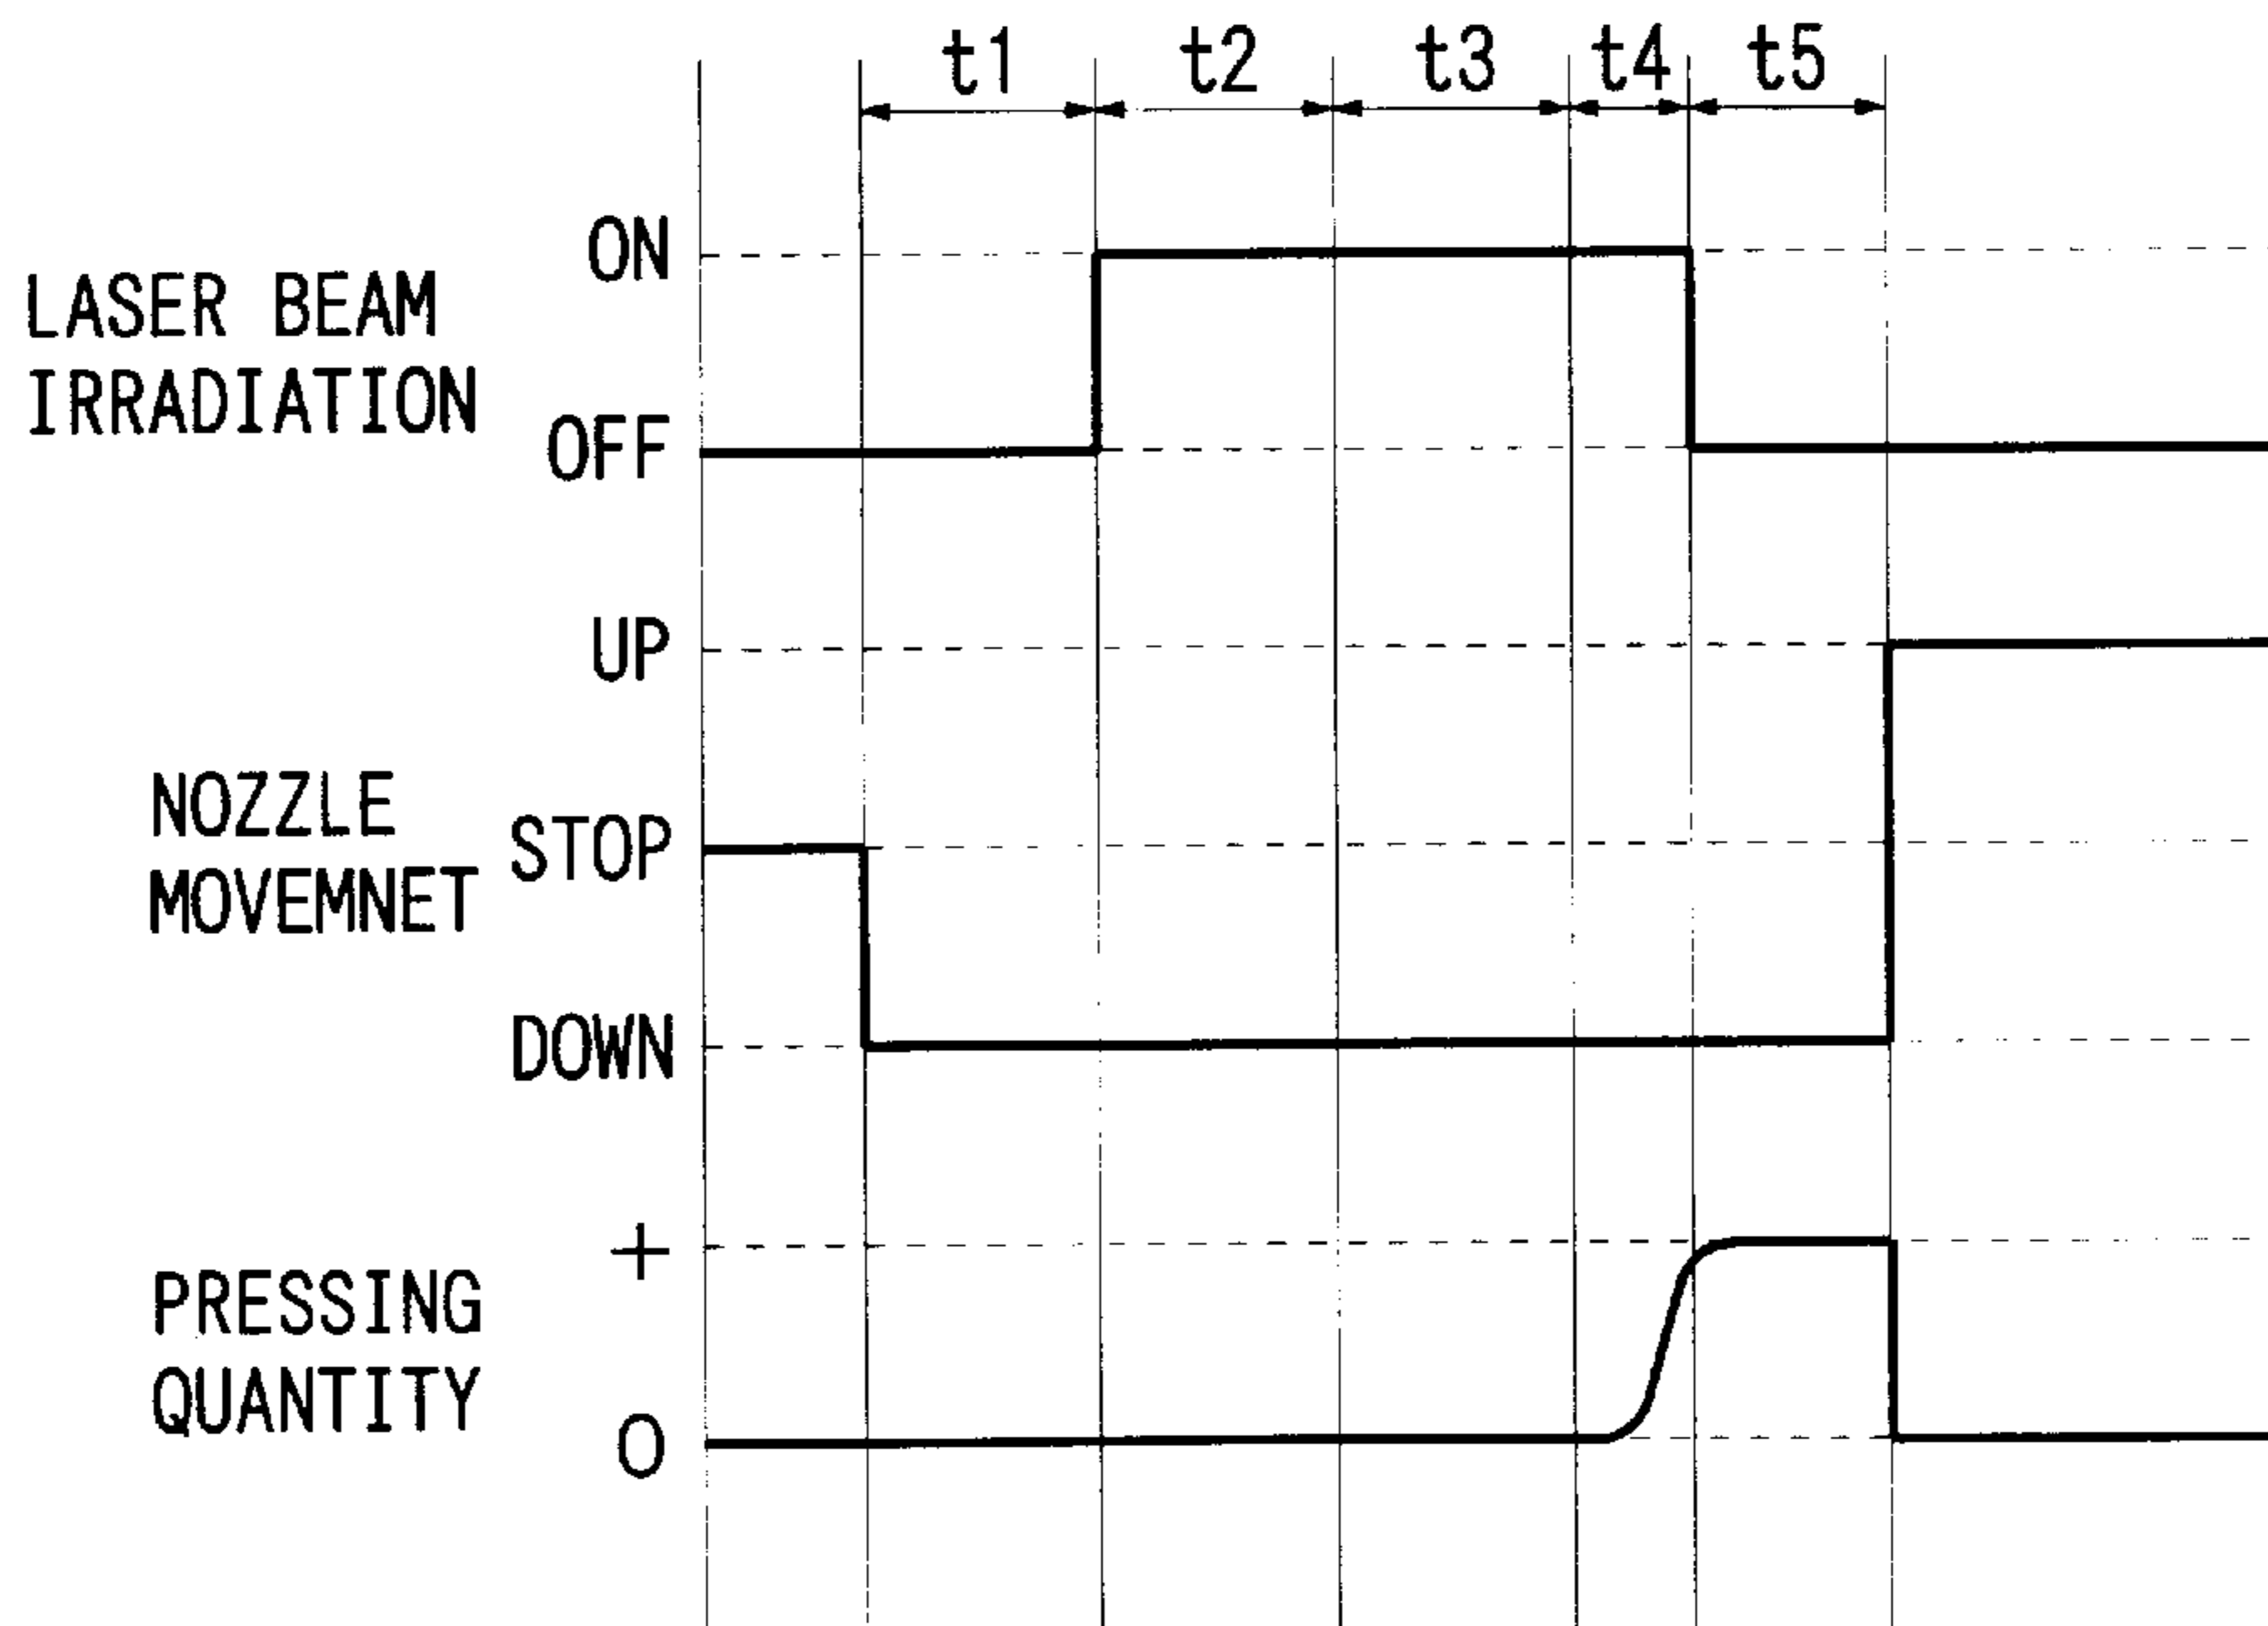 t1 t2 t3 t4 t5
ON
LASER BEAM
IRRADIATION
OFF
UP
NOZZLE
MOVEMNET
STOP
DOWN
+
PRESSING
QUANTITY
0